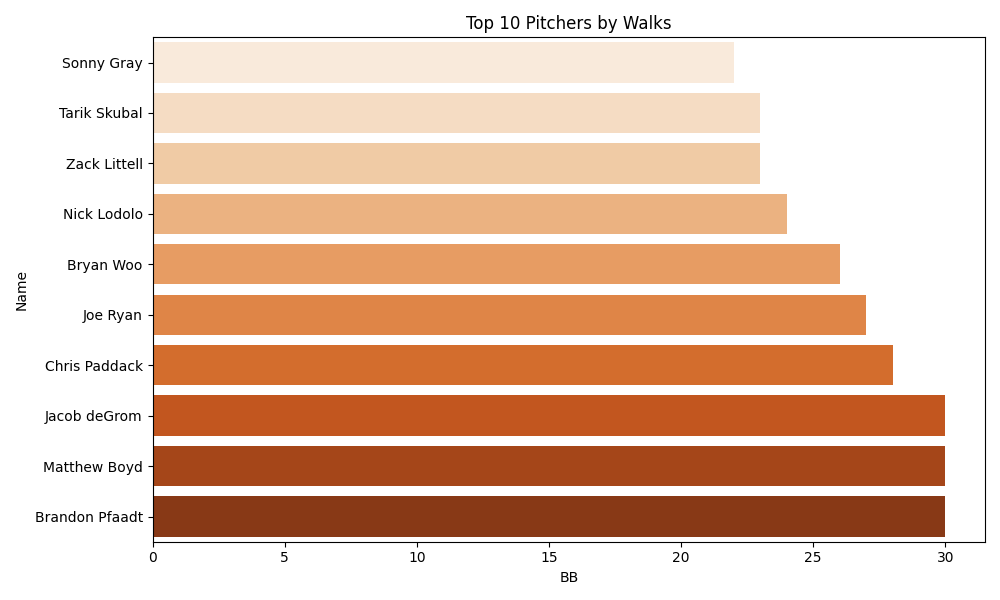 Top 10 Pitchers by Walks
Name
Sonny Gray
Tarik Skubal
Zack Littell
Nick Lodolo
Bryan Woo
Joe Ryan
Chris Paddack
Jacob deGrom
Matthew Boyd
Brandon Pfaadt
0 5 10 15 20 25 30
BB